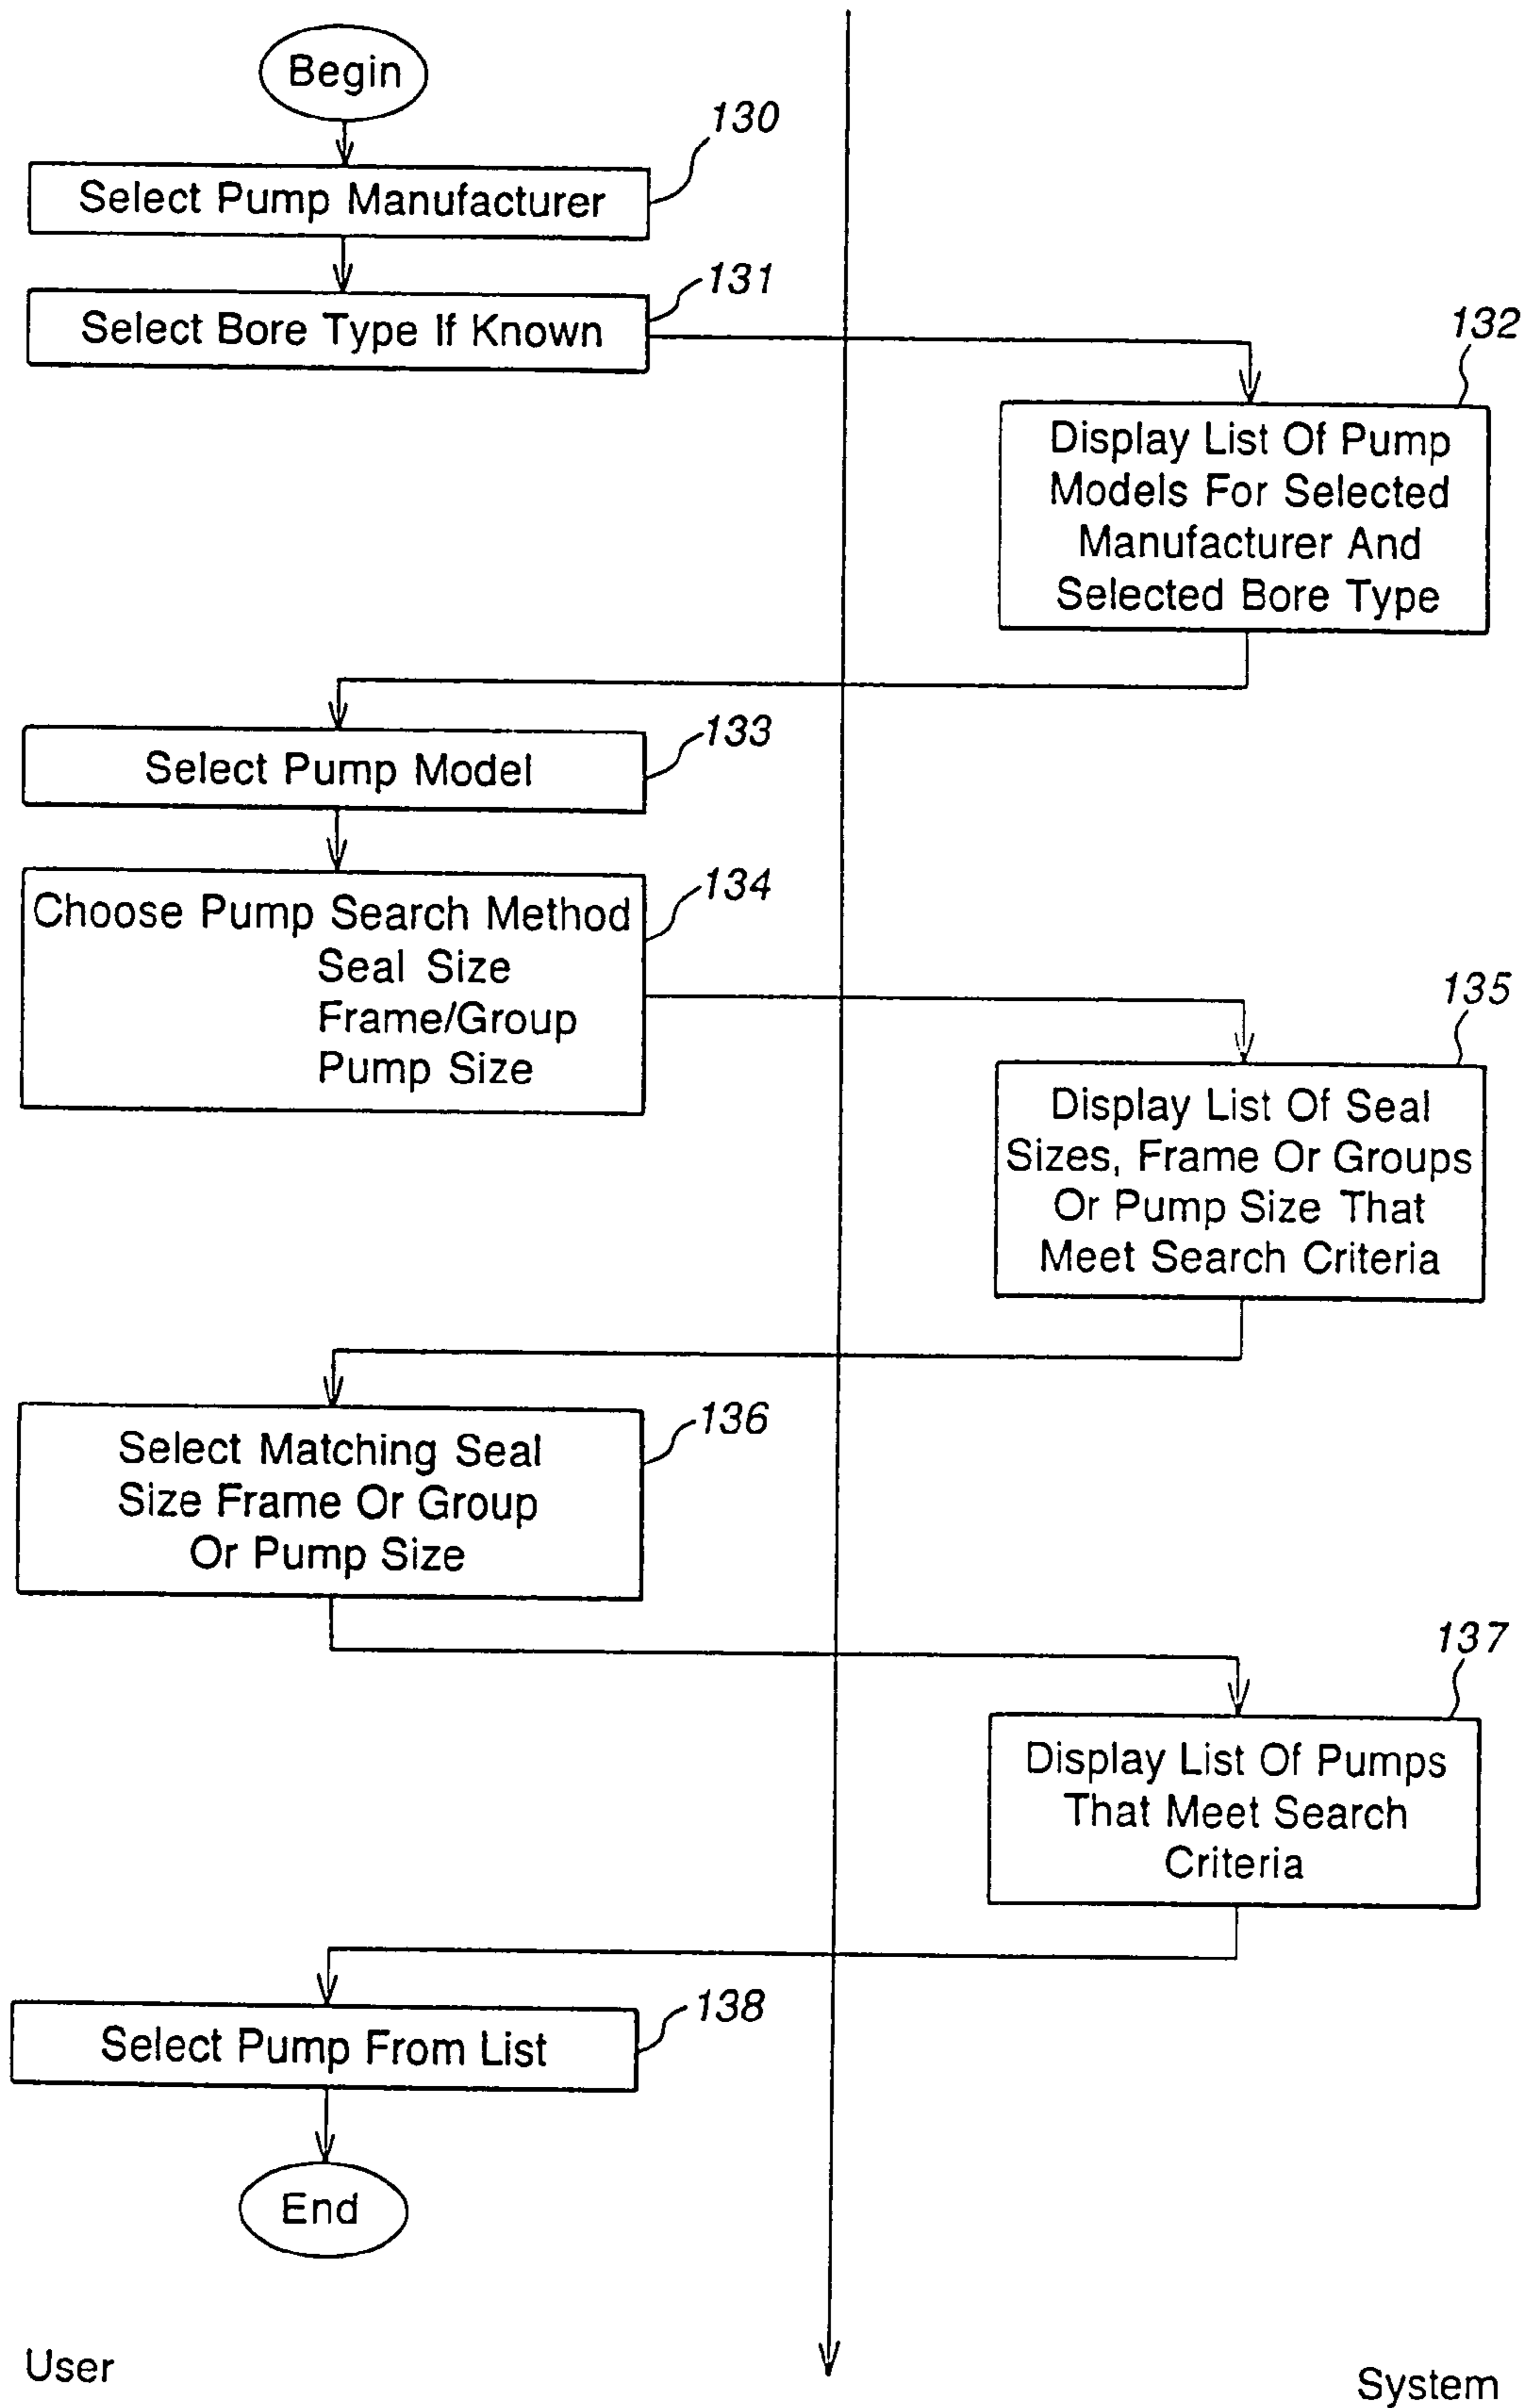 Begin
130
Select Pump Manufacturer
131
Select Bore Type If Known
132
Display List Of Pump
Models For Selected
Manufacturer And
Selected Bore Type
133
Select Pump Model
134
Choose Pump Search Method
Seal Size
Frame/Group
Pump Size
135
Display List Of Seal
Sizes, Frame Or Groups
Or Pump Size That
Meet Search Criteria
136
Select Matching Seal
Size Frame Or Group
Or Pump Size
137
Display List Of Pumps
That Meet Search
Criteria
138
Select Pump From List
End
User
System